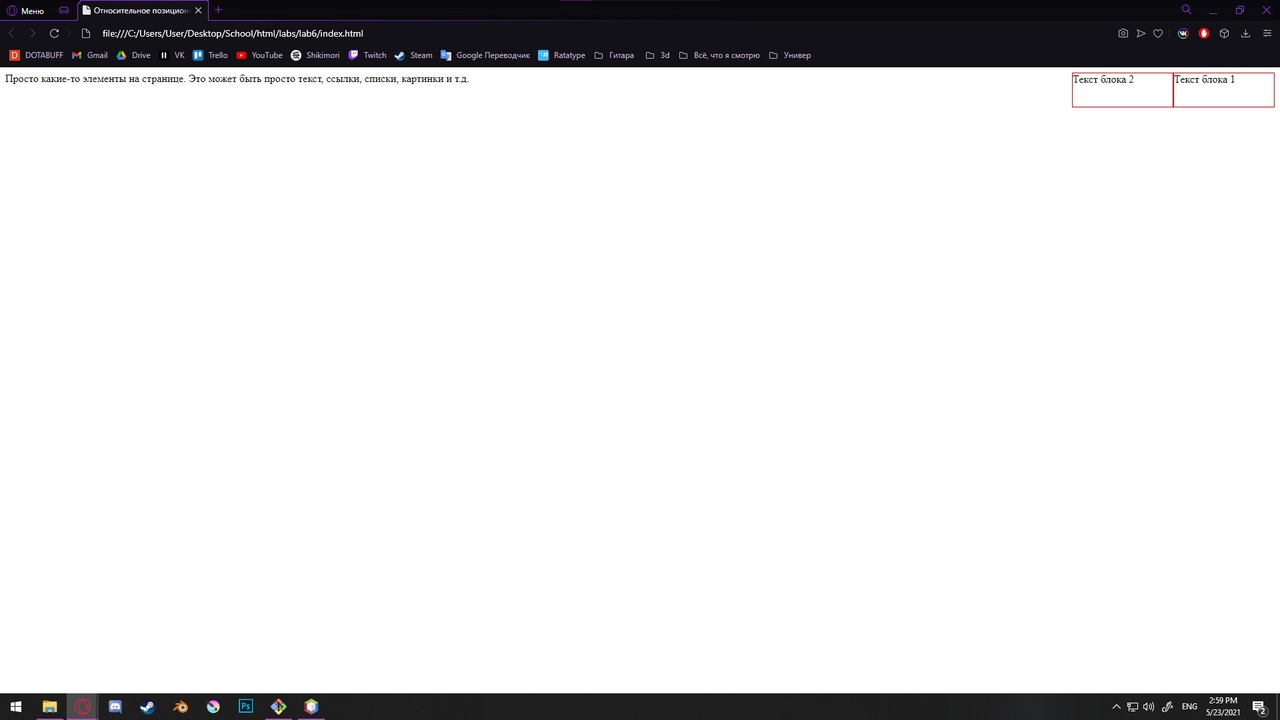 Меню
Относительное позицион
file:///C:/Users/User/Desktop/School/html/labs/lab6/index.html
DOTABUFF Gmail Drive VK Trello YouTube Shikimori Twitch Steam Google Переводчик Ratatype Гитара 3d Всё, что я смотрю Универ
Просто какие-то элементы на странице. Это может быть просто текст, ссылки, списки, картинки и т.д.
Текст блока 2
Текст блока 1
Ps
ENG
2:59 PM
5/23/2021
2